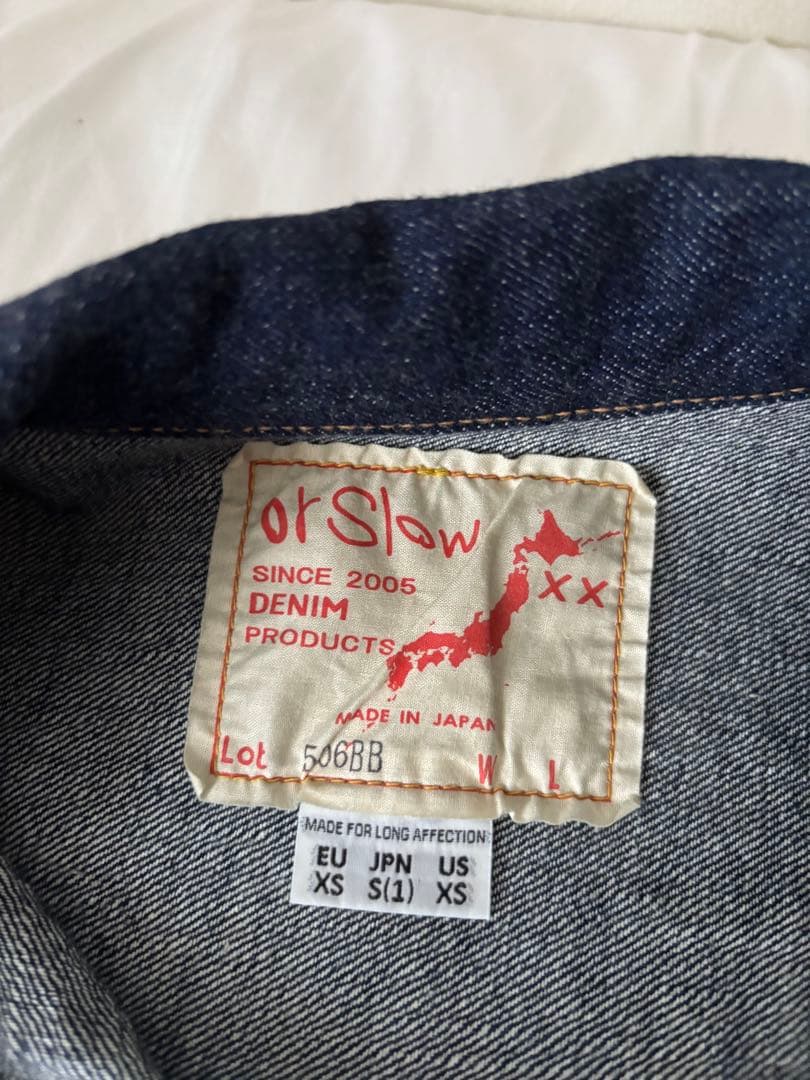 orSlow
SINCE 2005
DENIM
PRODUCTS
XX
MADE IN JAPAN
Lot 506BB W L
MADE FOR LONG AFFECTION
EU JPN US
XS S(1) XS